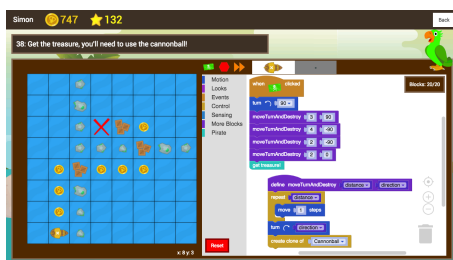 Simon 747 132 Back
38: Get the treasure, you'll need to use the cannonball!
Motion
Looks
Events
Control
Sensing
More Blocks
Pirate
Reset
x: 8 y: 3
Blocks: 20/20
when clicked
turn 90
moveTurnAndDestroy 3 90
moveTurnAndDestroy 4 -90
moveTurnAndDestroy 2 -90
moveTurnAndDestroy 2 0
get treasure!
define moveTurnAndDestroy distance direction
repeat distance
move 1 steps
turn direction
create clone of Cannonball